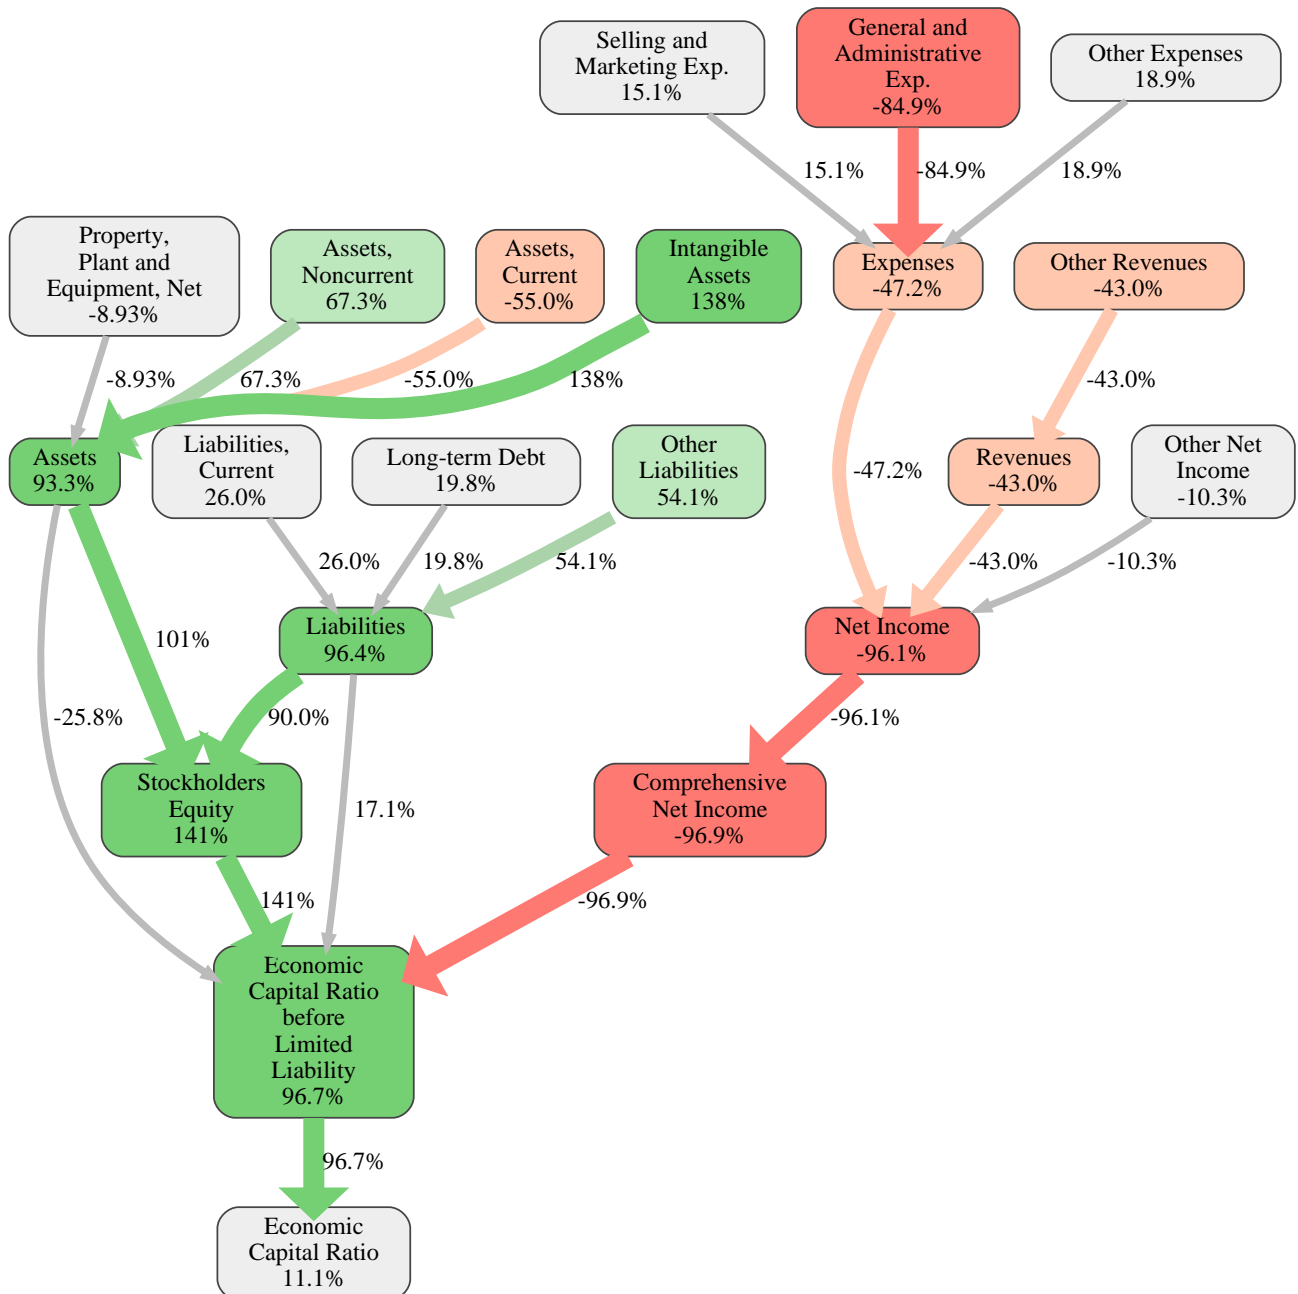 Selling and
Marketing Exp.
15.1%
General and
Administrative
Exp.
-84.9%
Other Expenses
18.9%
15.1%
-84.9%
18.9%
Property,
Plant and
Equipment, Net
-8.93%
Assets,
Noncurrent
67.3%
Assets,
Current
-55.0%
Intangible
Assets
138%
Expenses
-47.2%
Other Revenues
-43.0%
-8.93%
67.3%
-55.0%
138%
-43.0%
Assets
93.3%
Liabilities,
Current
26.0%
Long-term Debt
19.8%
Other
Liabilities
54.1%
-47.2%
Revenues
-43.0%
Other Net
Income
-10.3%
26.0%
19.8%
54.1%
-43.0%
-10.3%
101%
Liabilities
96.4%
Net Income
-96.1%
-25.8%
90.0%
-96.1%
Stockholders
Equity
141%
17.1%
Comprehensive
Net Income
-96.9%
141%
-96.9%
Economic
Capital Ratio
before
Limited
Liability
96.7%
96.7%
Economic
Capital Ratio
11.1%